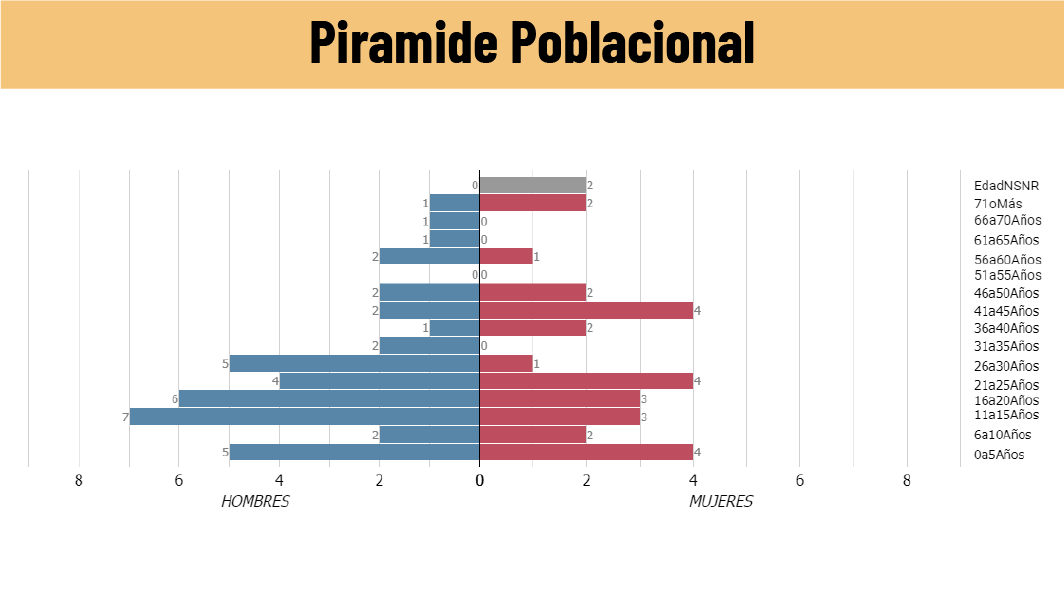 Piramide Poblacional
0 2 EdadNSNR
1 2 71oMás
1 0 66a70Años
1 0 61a65Años
2 1 56a60Años
0 0 51a55Años
2 2 46a50Años
2 4 41a45Años
1 2 36a40Años
2 0 31a35Años
5 1 26a30Años
4 4 21a25Años
6 3 16a20Años
7 3 11a15Años
2 2 6a10Años
5 4 0a5Años
8 6 4 2 0 2 4 6 8
HOMBRES MUJERES